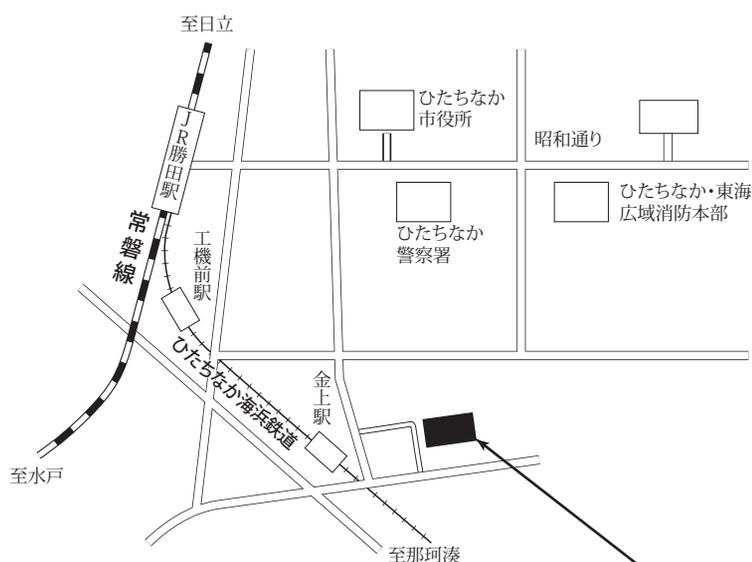 至日立
ひたちなか
市役所
昭和通り
JR勝田駅
ひたちなか・東海
広域消防本部
常磐線
工機前駅
ひたちなか
警察署
ひたちなか海浜鉄道
金上駅
至水戸
至那珂湊